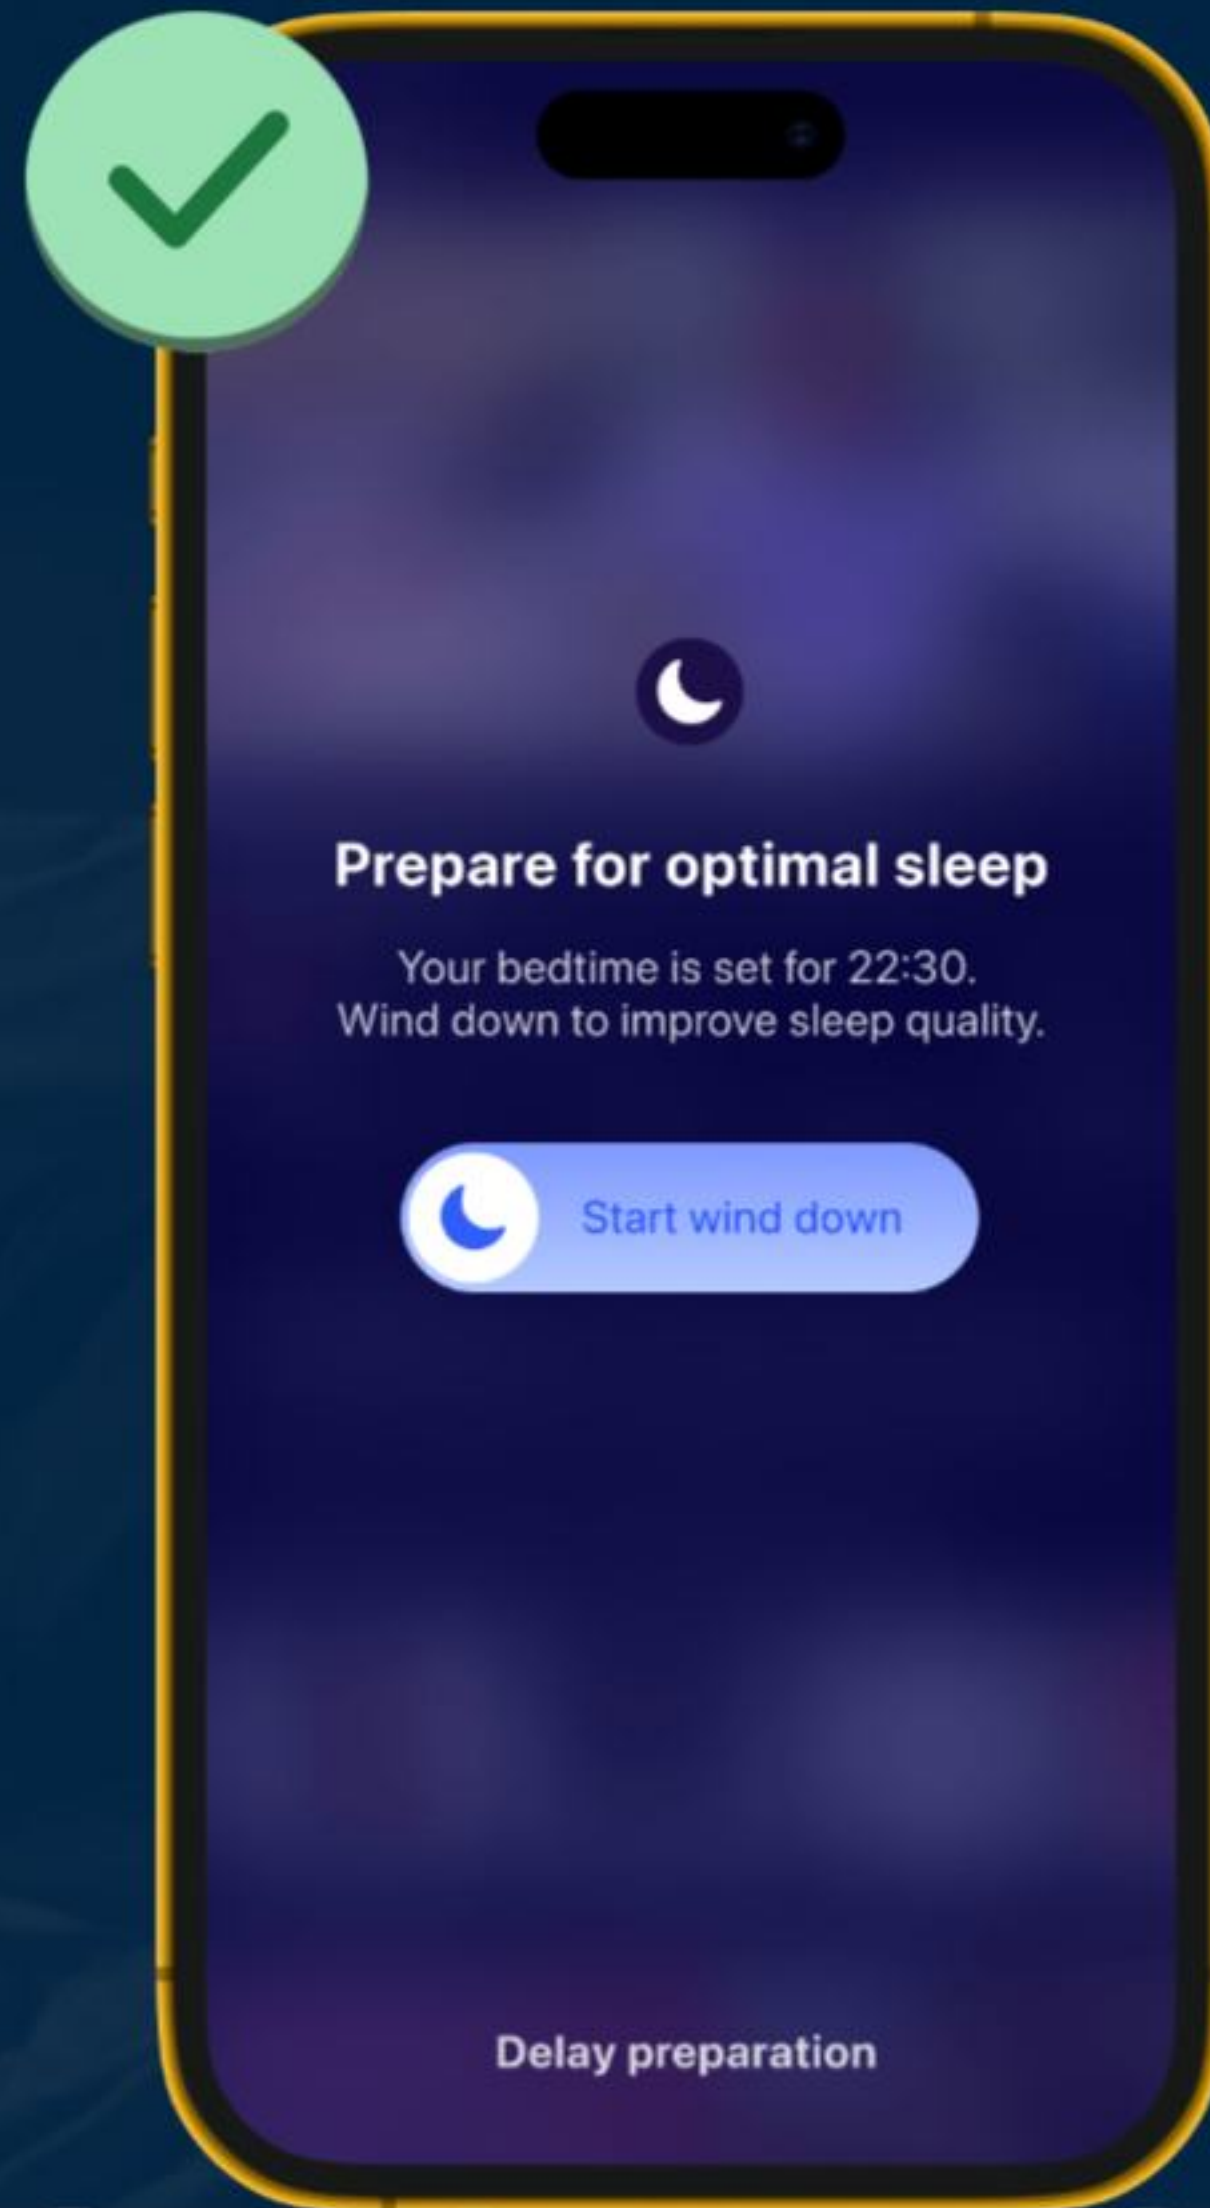 Prepare for optimal sleep
Your bedtime is set for 22:30.
Wind down to improve sleep quality.
Start wind down
Delay preparation